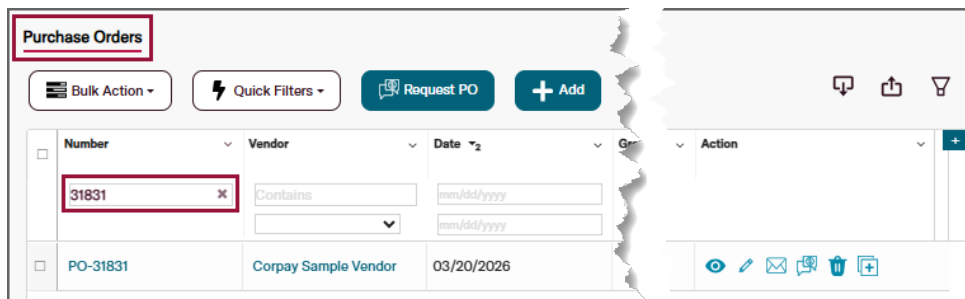 Purchase Orders
Bulk Action
Quick Filters
Request PO
Add
Number Vendor Date 2 Action
31831 Contains mm/dd/yyyy
mm/dd/yyyy
PO-31831 Corpay Sample Vendor 03/20/2026